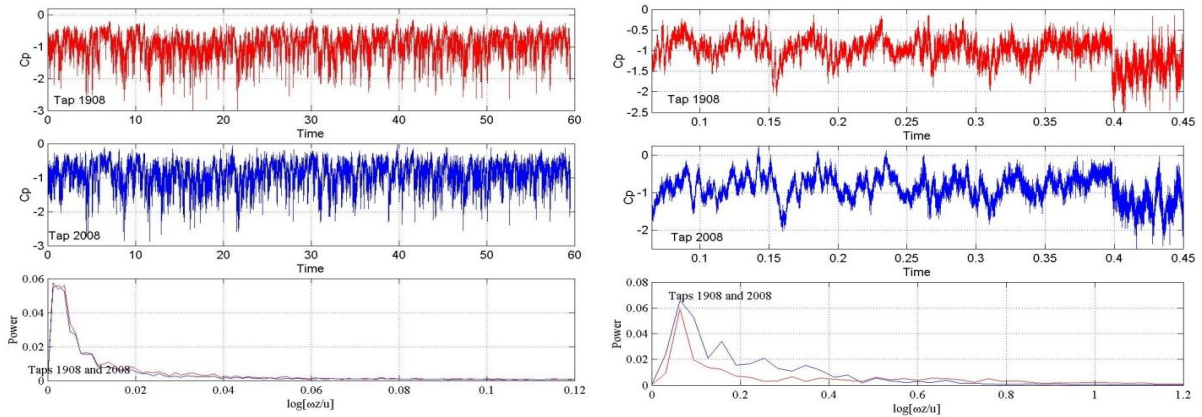 0
-1
Cp
-2
-3
Tap 1908
0 10 20 30 40 50 60
Time
0
-1
Cp
-2
-3
Tap 2008
0 10 20 30 40 50 60
Time
0.06
0.04
Power
0.02
0
Taps 1908 and 2008
0 0.02 0.04 0.06 0.08 0.1 0.12
log[ωz/u]
0
-0.5
-1
Cp
-1.5
-2
-2.5
Tap 1908
0.1 0.15 0.2 0.25 0.3 0.35 0.4 0.45
Time
0
-1
Cp
-2
Tap 2008
0.1 0.15 0.2 0.25 0.3 0.35 0.4 0.45
Time
0.08
Taps 1908 and 2008
0.06
0.04
Power
0.02
0
0 0.2 0.4 0.6 0.8 1 1.2
log[ωz/u]